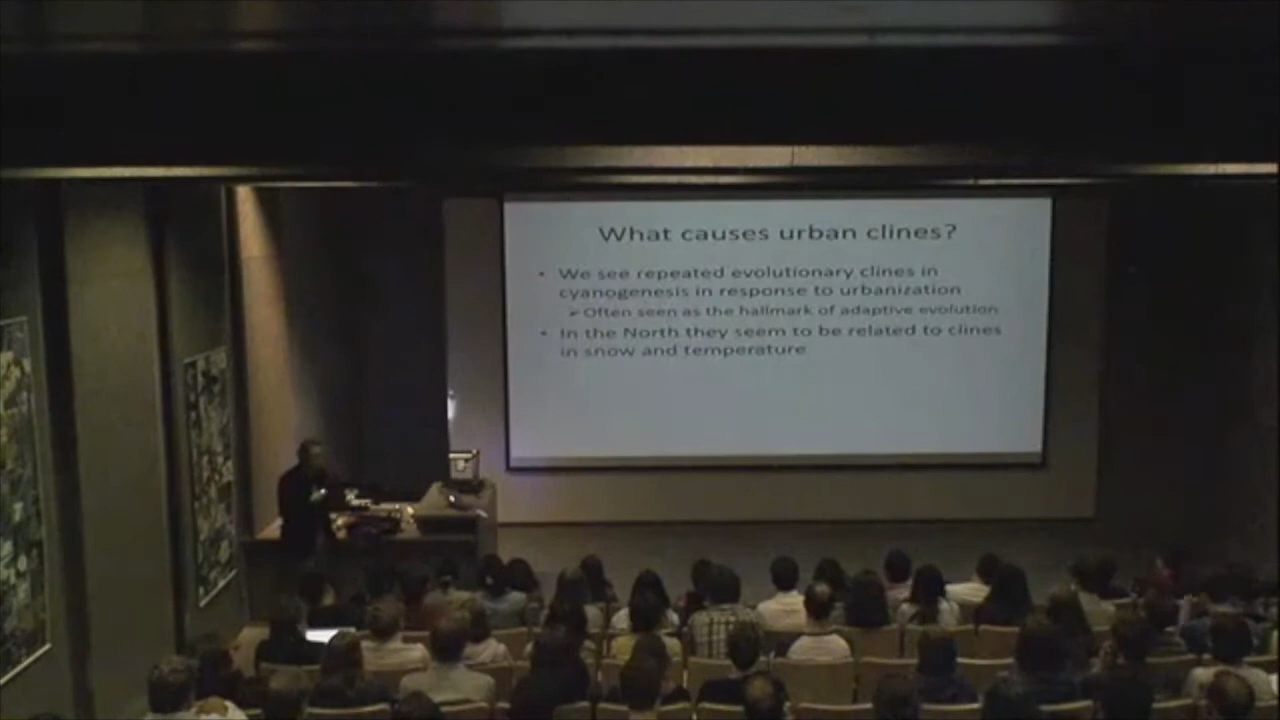 What causes urban clines?
• We see repeated evolutionary clines in
cyanogenesis in response to urbanization
➢ Often seen as the hallmark of adaptive evolution
• In the North they seem to be related to clines
in snow and temperature